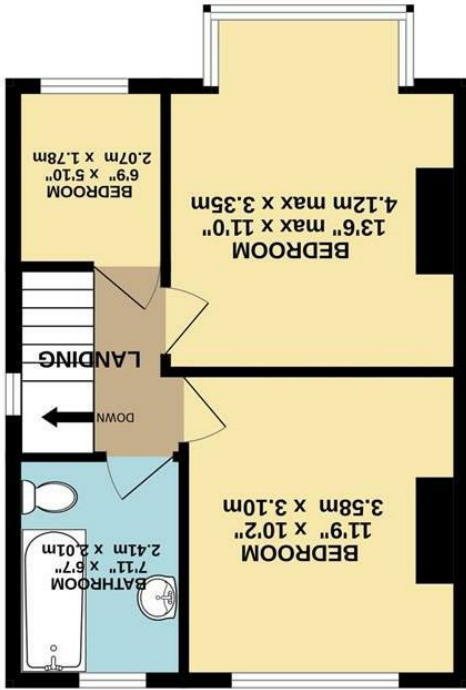 BEDROOM
11'9" x 10'2"
3.58m x 3.10m
BATHROOM
7'11" x 6'7"
2.41m x 2.01m
DOWN
LANDING
BEDROOM
13'6" max x 11'0"
4.12m max x 3.35m
BEDROOM
6'9" x 5'10"
2.07m x 1.78m